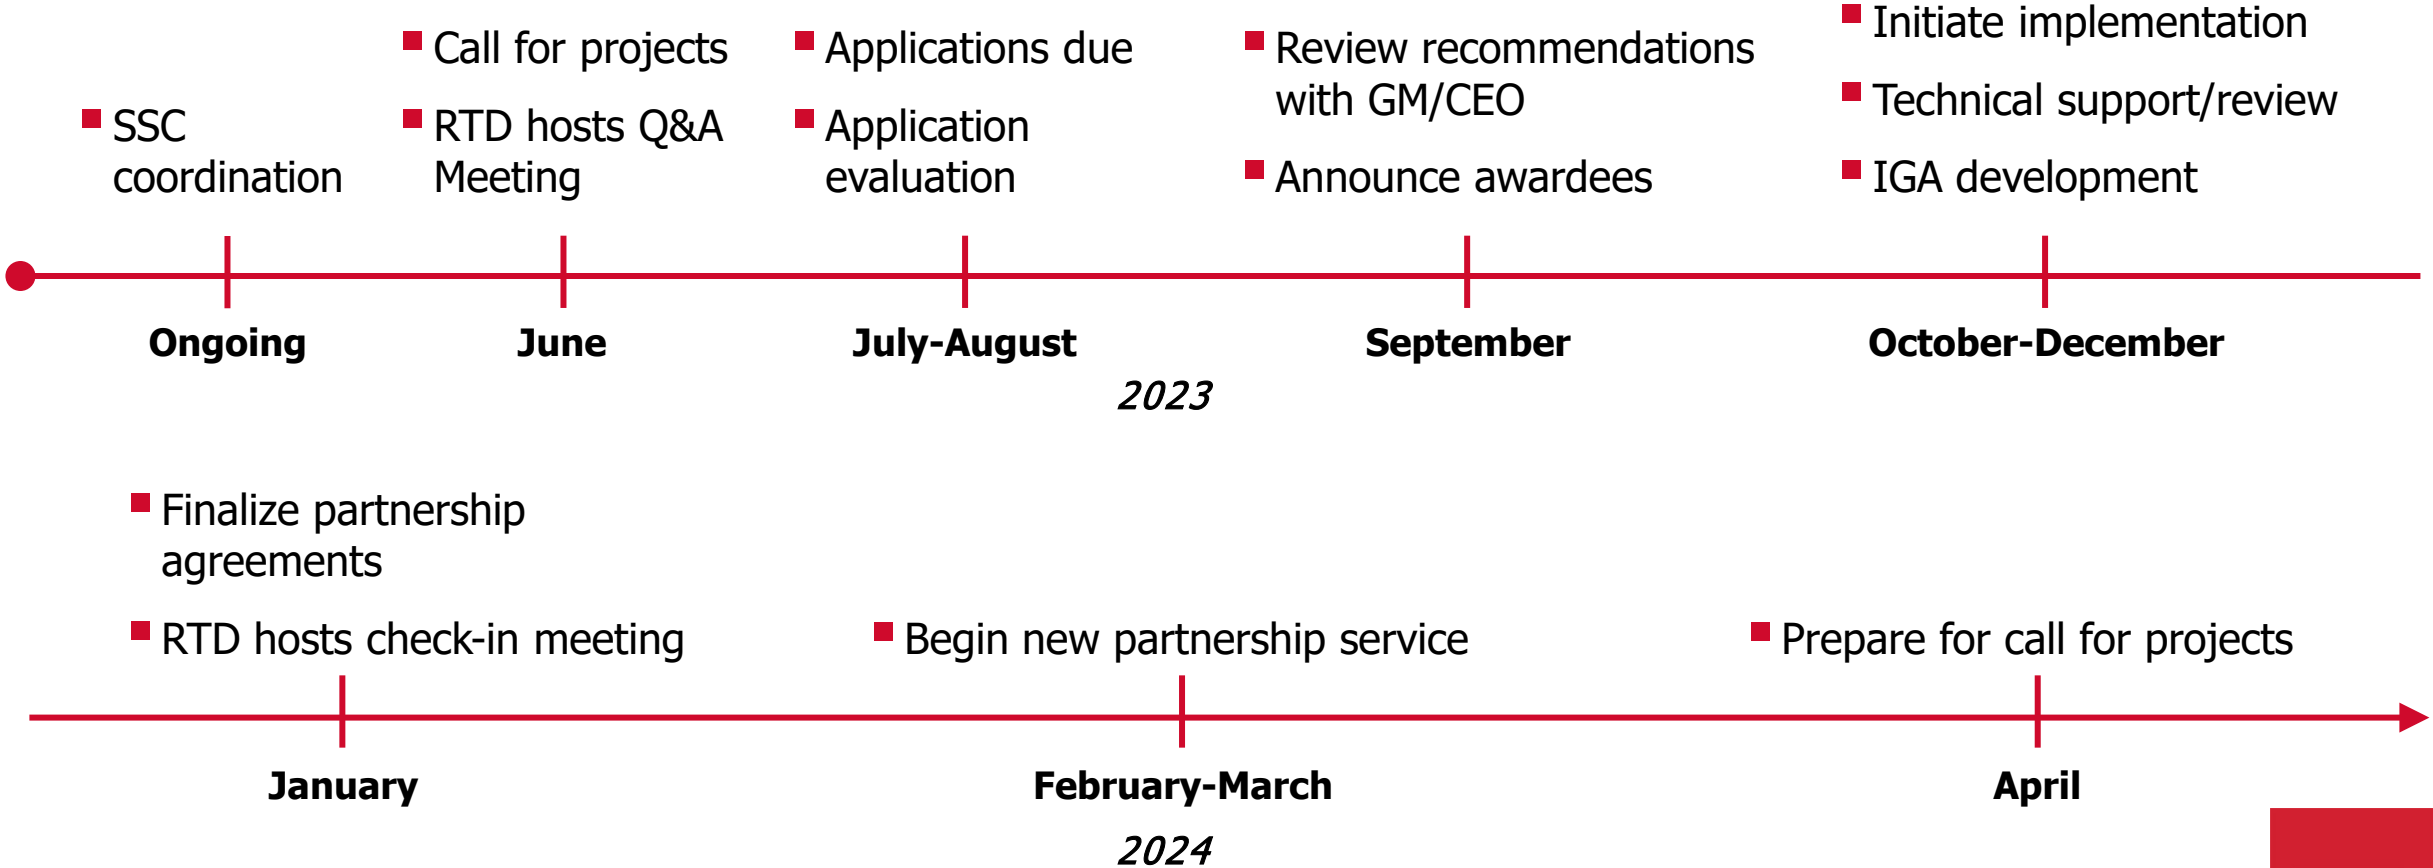 SSC
coordination
Call for projects
RTD hosts Q&A
Meeting
Applications due
Application
evaluation
Review recommendations
with GM/CEO
Announce awardees
Initiate implementation
Technical support/review
IGA development
Ongoing
June
July-August
September
October-December
2023
Finalize partnership
agreements
RTD hosts check-in meeting
Begin new partnership service
Prepare for call for projects
January
February-March
April
2024